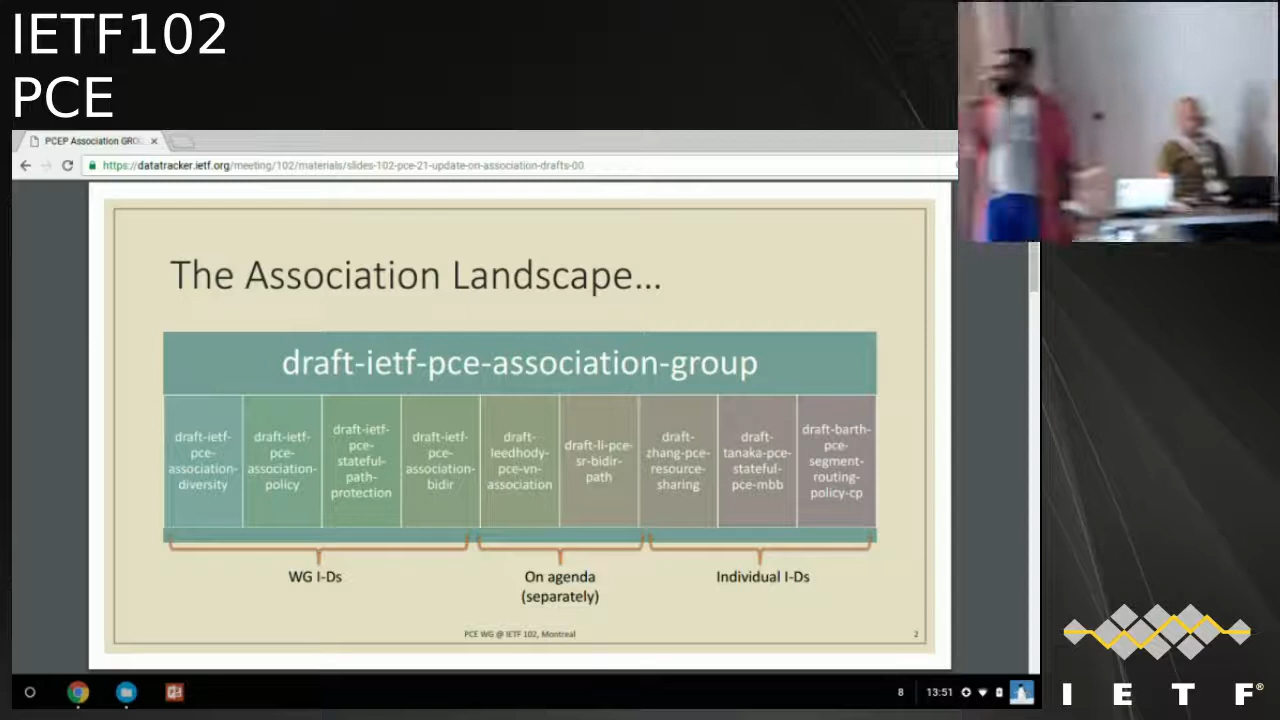 IETF102
PCE
PCEP Association GRO
https://datatracker.ietf.org/meeting/102/materials/slides-102-pce-21-update-on-association-drafts-00
The Association Landscape...
draft-ietf-pce-association-group
draft-ietf-
pce-
association-
diversity
draft-ietf-
pce-
association-
policy
draft-ietf-
pce-
stateful-
path-
protection
draft-ietf-
pce-
association-
bidir
draft-
leedhody-
pce-vn-
association
draft-li-pce-
sr-bidir-
path
draft-
zhang-pce-
resource-
sharing
draft-
tanaka-pce-
stateful-
pce-mbb
draft-barth-
pce-
segment-
routing-
policy-cp
WG I-Ds
On agenda
(separately)
Individual I-Ds
PCE WG @ IETF 102, Montreal
2
8
13:51
I E T F®